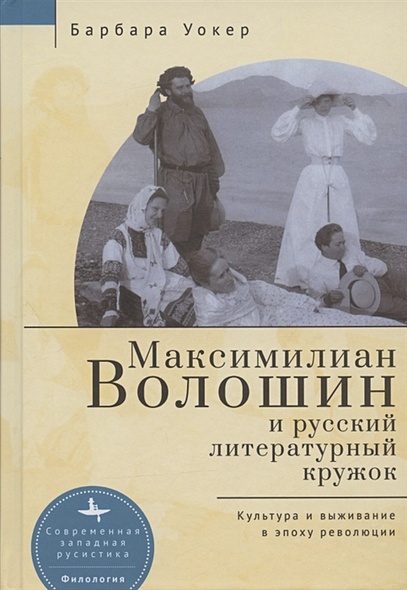 Барбара Уокер
Максимилиан
Волошин
и русский
литературный
кружок
Культура и выживание
в эпоху революции
Современная
западная
русистика
Филология